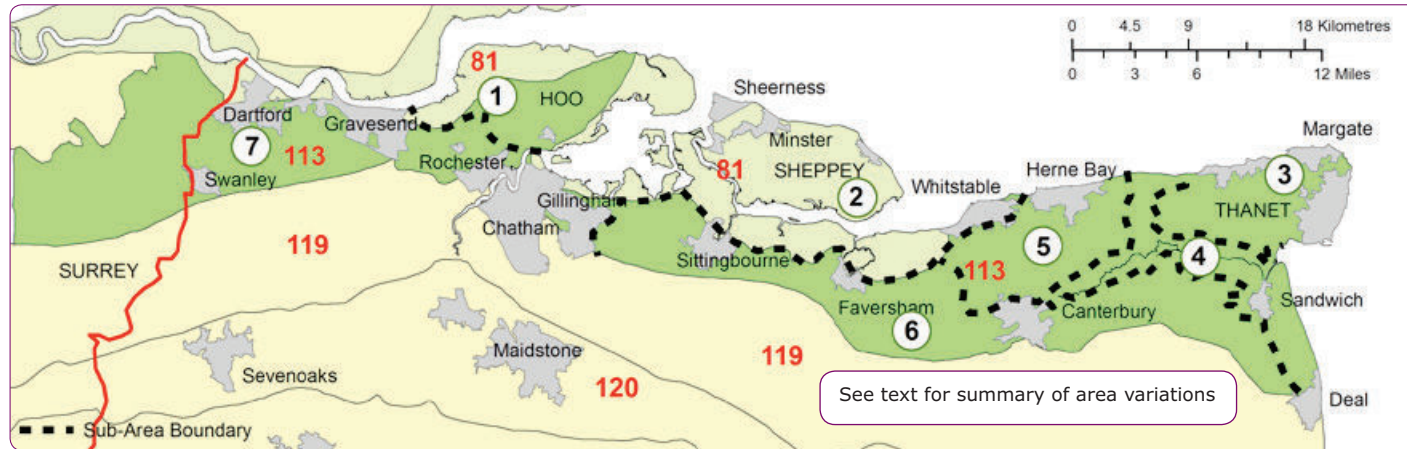 0 4.5 9 18 Kilometres
0 3 6 12 Miles
81
1
HOO
Sheerness
Dartford
Gravesend
7
113
Swanley
Rochester
Minster
81
SHEPPEY
2
Margate
Herne Bay
3
Whitstable
THANET
Gillingham
Chatham
119
5
4
SURREY
Sittingbourne
113
Sandwich
Faversham
Canterbury
6
Maidstone
119
Sevenoaks
120
See text for summary of area variations
Deal
Sub-Area Boundary